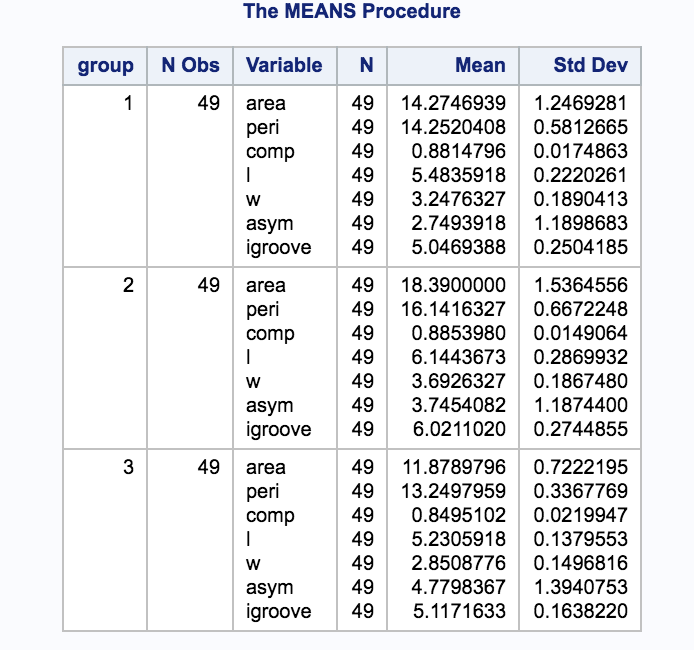 The MEANS Procedure
group N Obs Variable N Mean Std Dev
1 49 area 49 14.2746939 1.2469281
peri 49 14.2520408 0.5812665
comp 49 0.8814796 0.0174863
l 49 5.4835918 0.2220261
w 49 3.2476327 0.1890413
asym 49 2.7493918 1.1898683
igroove 49 5.0469388 0.2504185
2 49 area 49 18.3900000 1.5364556
peri 49 16.1416327 0.6672248
comp 49 0.8853980 0.0149064
l 49 6.1443673 0.2869932
w 49 3.6926327 0.1867480
asym 49 3.7454082 1.1874400
igroove 49 6.0211020 0.2744855
3 49 area 49 11.8789796 0.7222195
peri 49 13.2497959 0.3367769
comp 49 0.8495102 0.0219947
l 49 5.2305918 0.1379553
w 49 2.8508776 0.1496816
asym 49 4.7798367 1.3940753
igroove 49 5.1171633 0.1638220